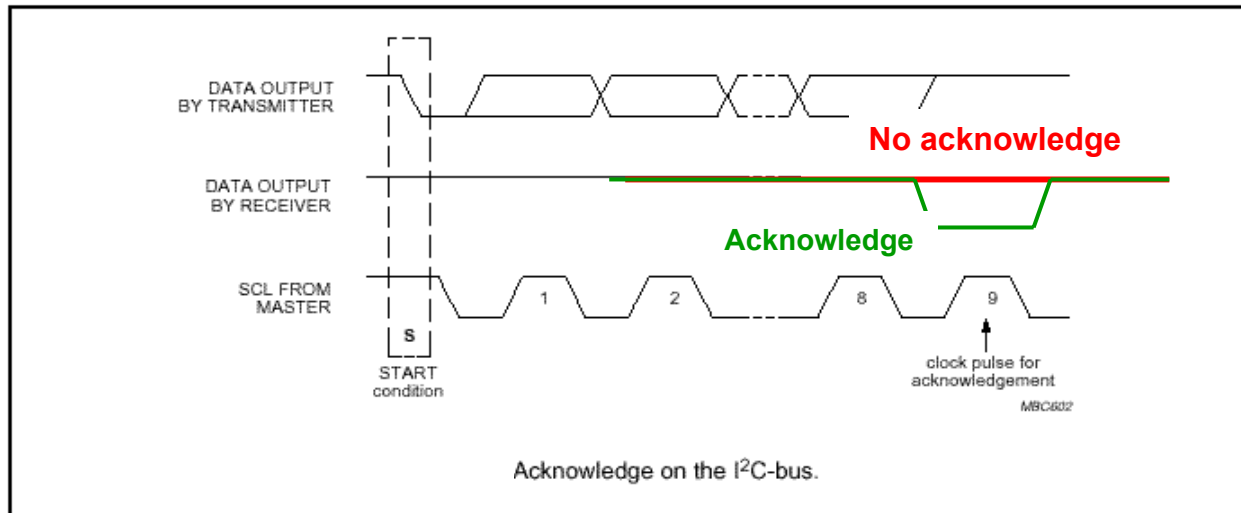 DATA OUTPUT
BY TRANSMITTER
No acknowledge
DATA OUTPUT
BY RECEIVER
Acknowledge
SCL FROM
MASTER
1
2
8
9
S
START
condition
clock pulse for
acknowledgement
MBC602
Acknowledge on the I²C-bus.